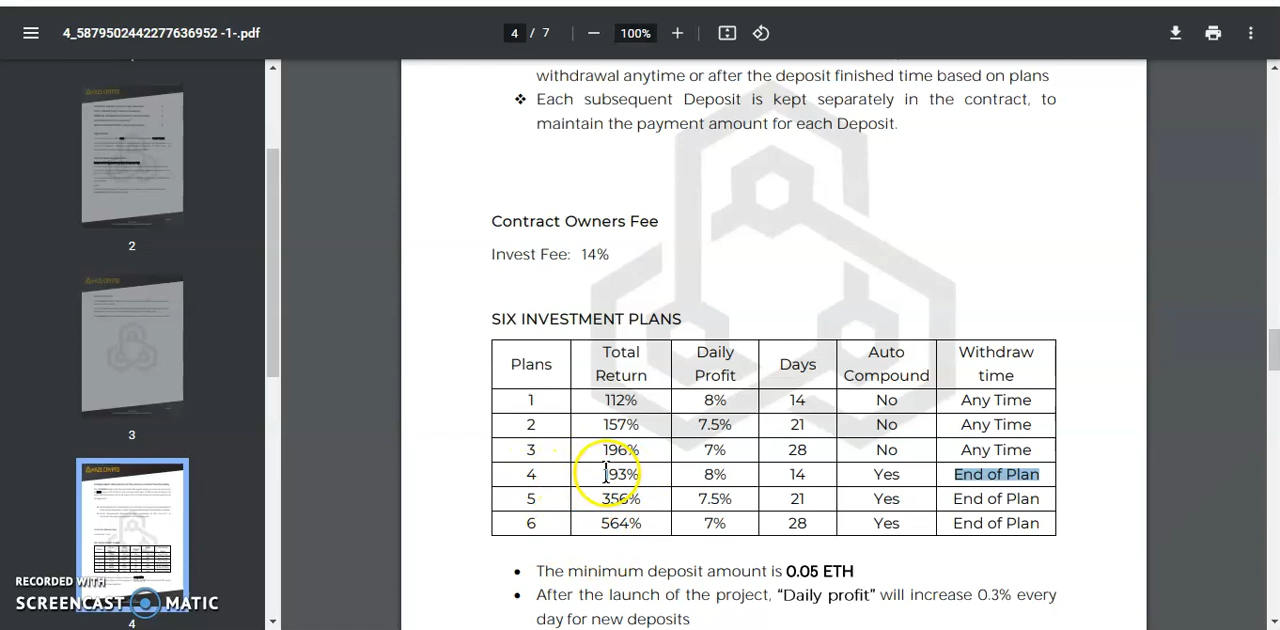 4_5879502442277636952 -1-.pdf
4 / 7
100%
withdrawal anytime or after the deposit finished time based on plans
❖ Each subsequent Deposit is kept separately in the contract, to
maintain the payment amount for each Deposit.
Contract Owners Fee
Invest Fee: 14%
SIX INVESTMENT PLANS
Plans Total Return Daily Profit Days Auto Compound Withdraw time
1 112% 8% 14 No Any Time
2 157% 7.5% 21 No Any Time
3 196% 7% 28 No Any Time
4 193% 8% 14 Yes End of Plan
5 356% 7.5% 21 Yes End of Plan
6 564% 7% 28 Yes End of Plan
• The minimum deposit amount is 0.05 ETH
• After the launch of the project, “Daily profit” will increase 0.3% every
day for new deposits
2
3
4
RECORDED WITH
SCREENCAST MATIC